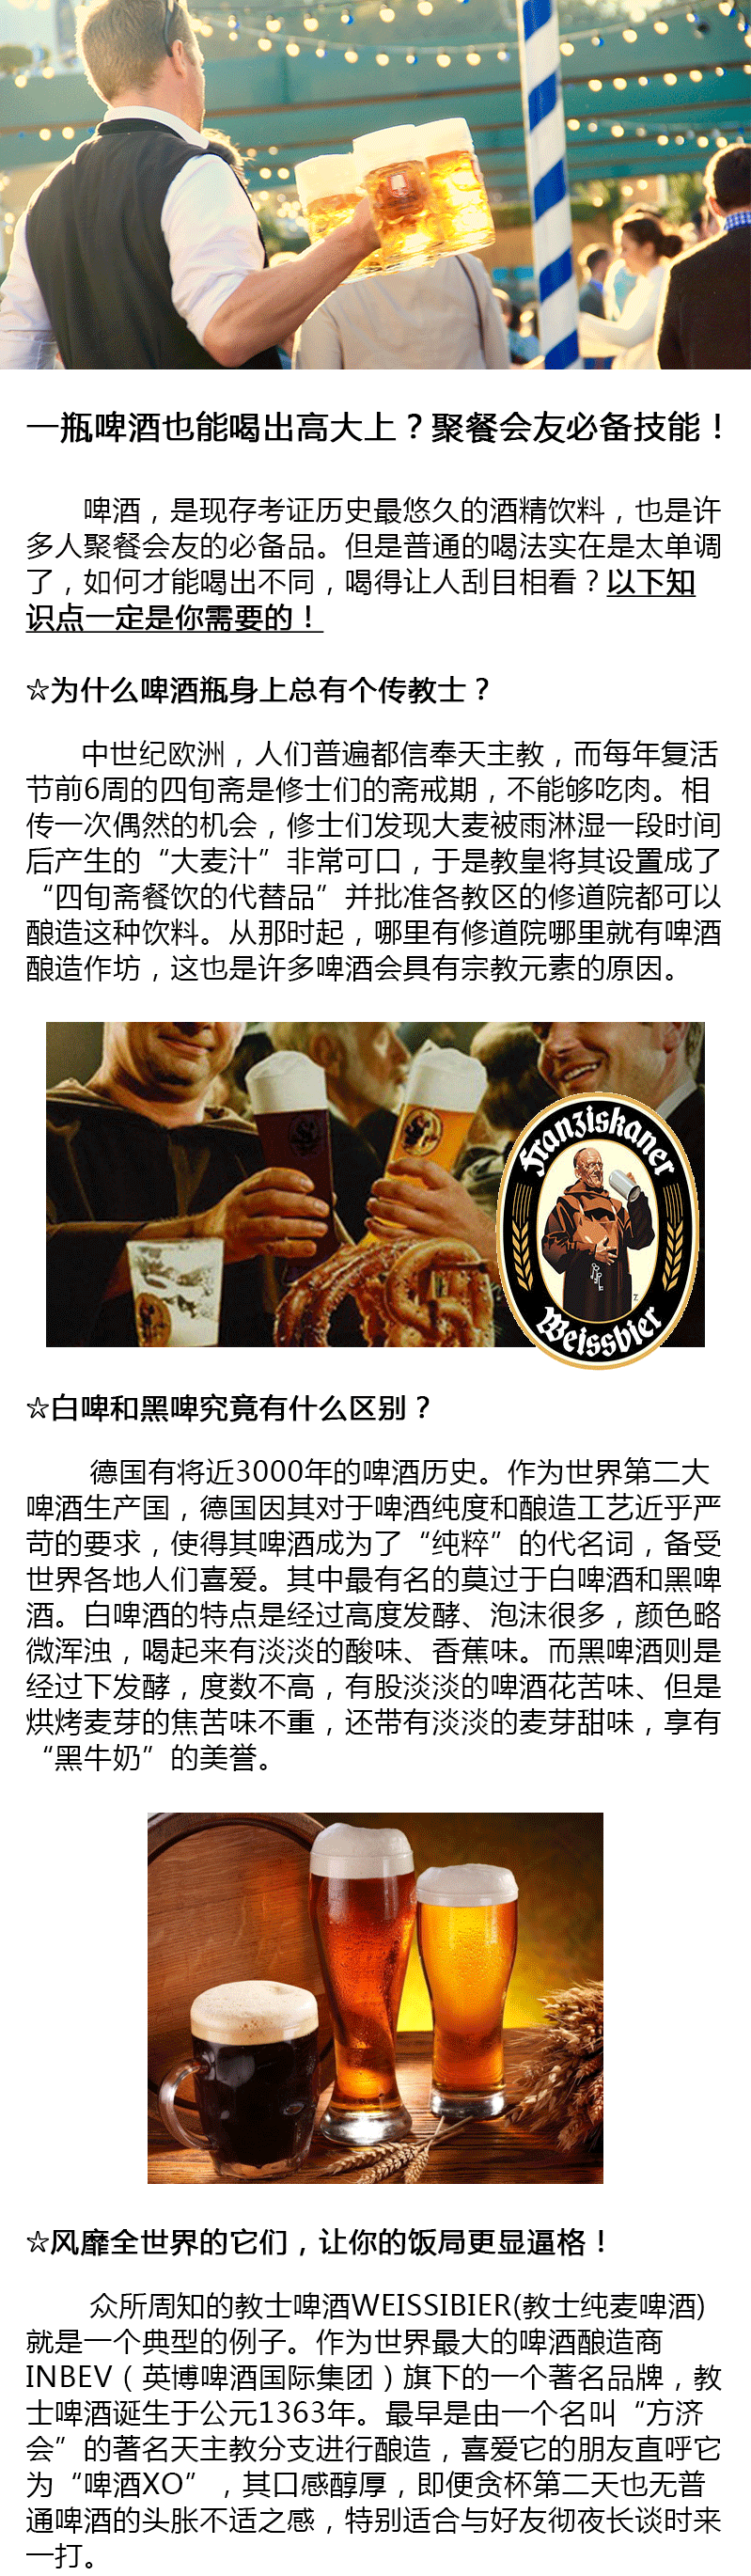 一瓶啤酒也能喝出高大上？聚餐会友必备技能！
啤酒，是现存考证历史最悠久的酒精饮料，也是许
多人聚餐会友的必备品。但是普通的喝法实在是太单调
了，如何才能喝出不同，喝得让人刮目相看？以下知
识点一定是你需要的！
☆为什么啤酒瓶身上总有个传教士？
中世纪欧洲，人们普遍都信奉天主教，而每年复活
节前6周的四旬斋是修士们的斋戒期，不能够吃肉。相
传一次偶然的机会，修士们发现大麦被雨淋湿一段时间
后产生的“大麦汁”非常可口，于是教皇将其设置成了
“四旬斋餐饮的代替品”并批准各教区的修道院都可以
酿造这种饮料。从那时起，哪里有修道院哪里就有啤酒
酿造作坊，这也是许多啤酒会具有宗教元素的原因。
Franziskaner
Weissbier
☆白啤和黑啤究竟有什么区别？
德国有将近3000年的啤酒历史。作为世界第二大
啤酒生产国，德国因其对于啤酒纯度和酿造工艺近乎严
苛的要求，使得其啤酒成为了“纯粹”的代名词，备受
世界各地人们喜爱。其中最有名的莫过于白啤酒和黑啤
酒。白啤酒的特点是经过高度发酵、泡沫很多，颜色略
微浑浊，喝起来有淡淡的酸味、香蕉味。而黑啤酒则是
经过下发酵，度数不高，有股淡淡的啤酒花苦味、但是
烘烤麦芽的焦苦味不重，还带有淡淡的麦芽甜味，享有
“黑牛奶”的美誉。
☆风靡全世界的它们，让你的饭局更显逼格！
众所周知的教士啤酒WEISSIBIER(教士纯麦啤酒)
就是一个典型的例子。作为世界最大的啤酒酿造商
INBEV（英博啤酒国际集团）旗下的一个著名品牌，教
士啤酒诞生于公元1363年。最早是由一个名叫“方济
会”的著名天主教分支进行酿造，喜爱它的朋友直呼它
为“啤酒XO”，其口感醇厚，即便贪杯第二天也无普
通啤酒的头胀不适之感，特别适合与好友彻夜长谈时来
一打。